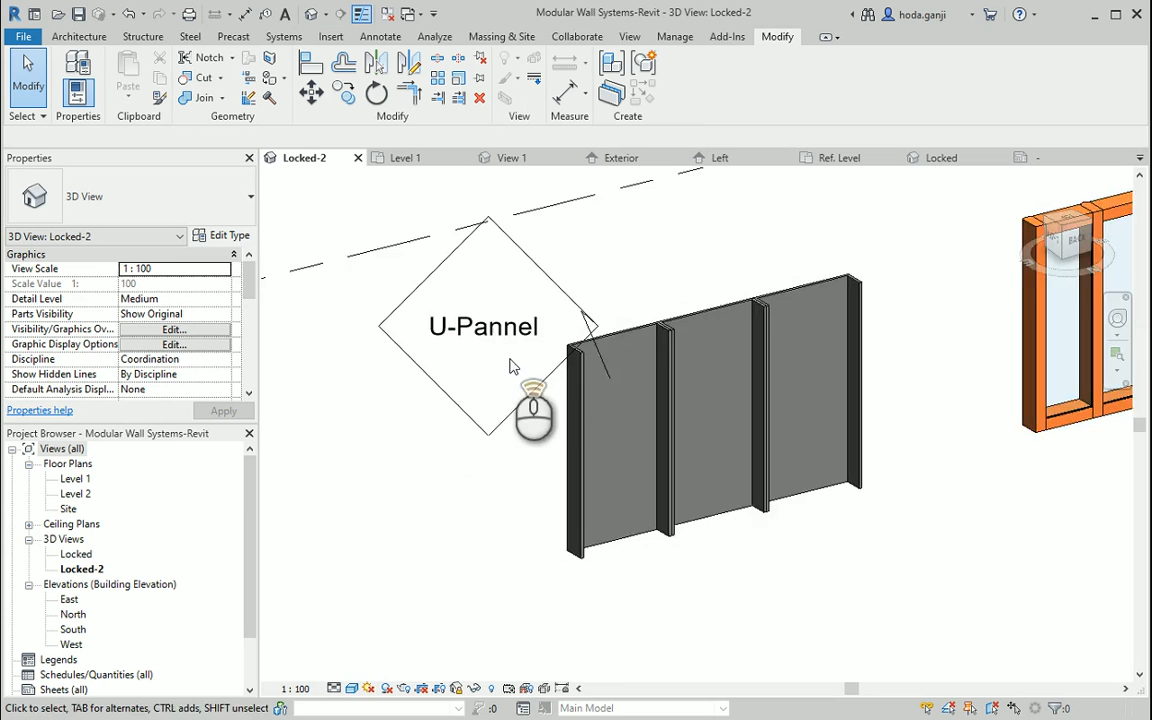 Modular Wall Systems-Revit - 3D View: Locked-2
hoda.ganji
File Architecture Structure Steel Precast Systems Insert Annotate Analyze Massing & Site Collaborate View Manage Add-Ins Modify
Modify
Select
Properties
Paste
Clipboard
Notch
Cut
Join
Geometry
Modify
View
Measure
Create
Properties
3D View
3D View: Locked-2
Edit Type
Graphics
View Scale 1 : 100
Scale Value 1: 100
Detail Level Medium
Parts Visibility Show Original
Visibility/Graphics Ov... Edit...
Graphic Display Options Edit...
Discipline Coordination
Show Hidden Lines By Discipline
Default Analysis Displ... None
Properties help
Apply
Project Browser - Modular Wall Systems-Revit
Views (all)
Floor Plans
Level 1
Level 2
Site
Ceiling Plans
3D Views
Locked
Locked-2
Elevations (Building Elevation)
East
North
South
West
Legends
Schedules/Quantities (all)
Sheets (all)
Locked-2 Level 1 View 1 Exterior Left Ref. Level Locked -
U-Pannel
BACK
1 : 100
Click to select, TAB for alternates, CTRL adds, SHIFT unselect
:0
Main Model
:0